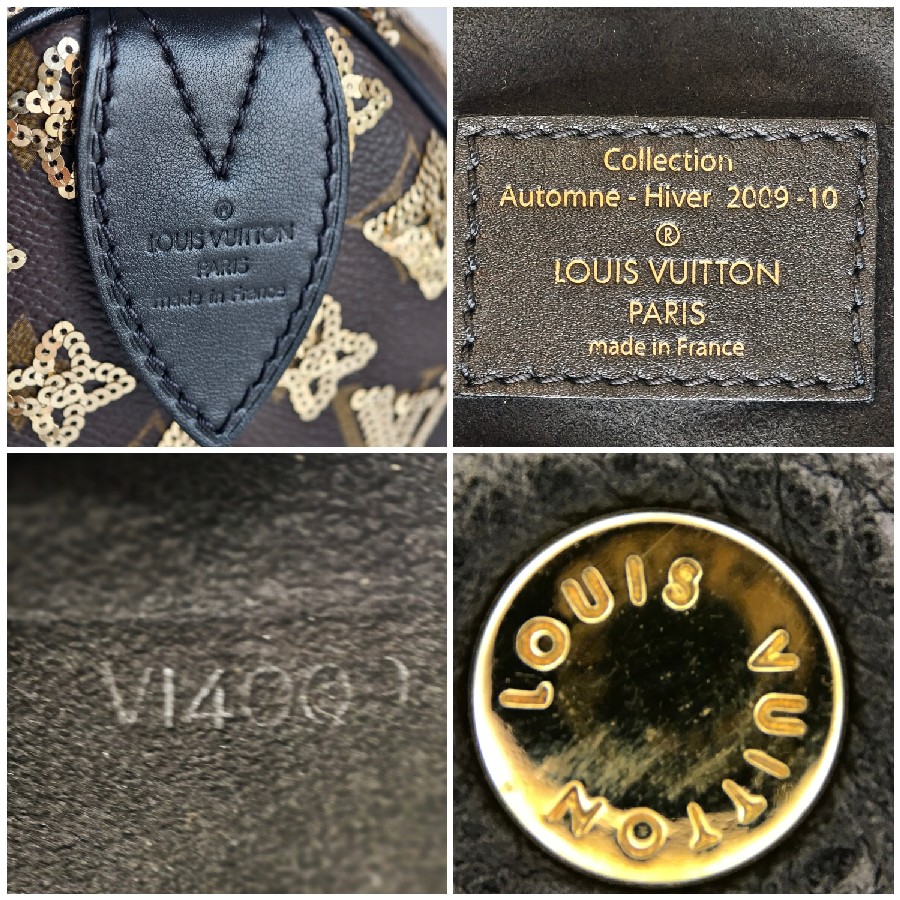 ®
LOUIS VUITTON
PARIS
made in France
Collection
Automne - Hiver 2009 - 10
®
LOUIS VUITTON
PARIS
made in France
LOUIS VUITTON